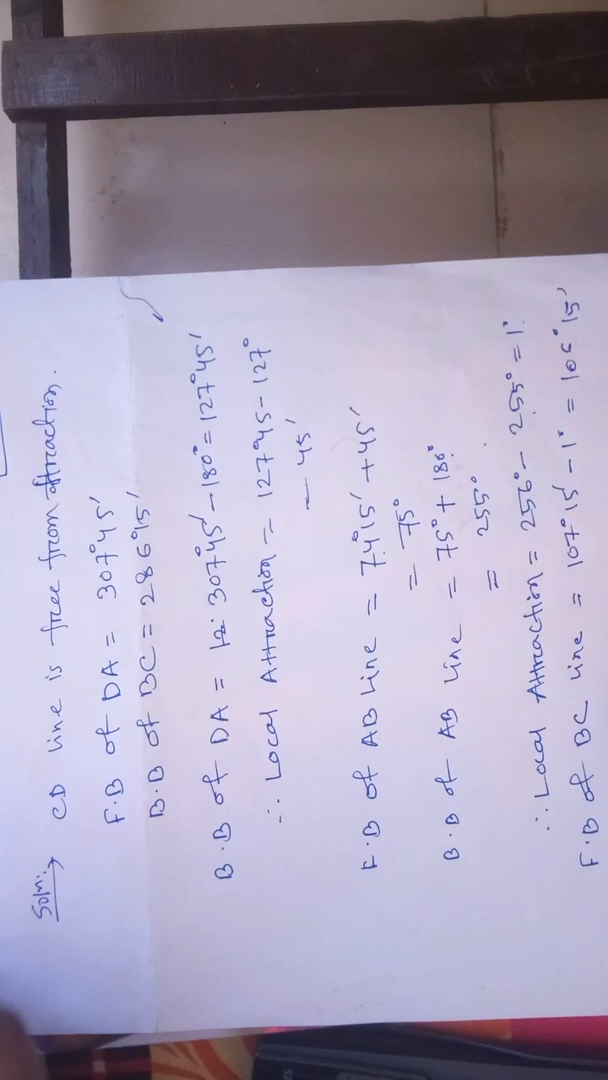 Soln:→ CD line is free from attraction.
F.B of DA = 307°45′
B.B of BC = 286°15′
B.B of DA = 307°45′ - 180° = 127°45′
∴ Local Attraction = 127°45 - 127°
- 45′
F.B of AB line = 74°15′ + 45′
= 75°
B.B of AB line = 75° + 180°
= 255°
∴ Local Attraction = 256° - 255° = 1°
F.B of BC line = 107°15′ - 1° = 106°15′